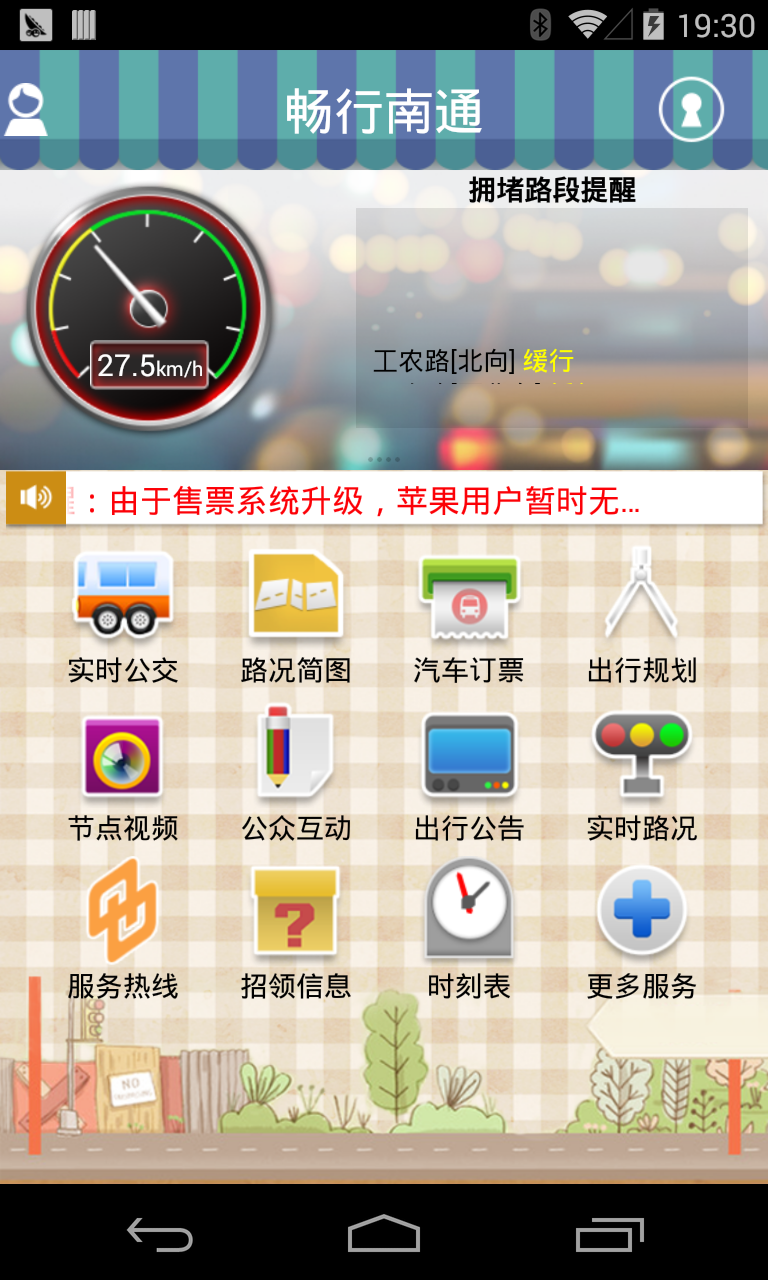 19:30
畅行南通
拥堵路段提醒
27.5km/h
工农路[北向] 缓行
：由于售票系统升级，苹果用户暂时无...
实时公交 路况简图 汽车订票 出行规划
节点视频 公众互动 出行公告 实时路况
服务热线 招领信息 时刻表 更多服务
NO